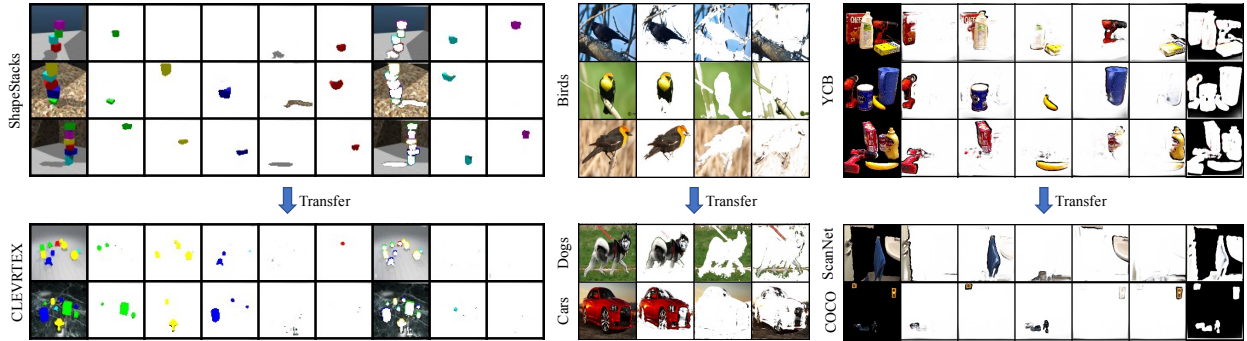 ShapeStacks
Birds
YCB
Transfer
Transfer
Transfer
CLEVRTEX
Dogs
Cars
ScanNet
COCO